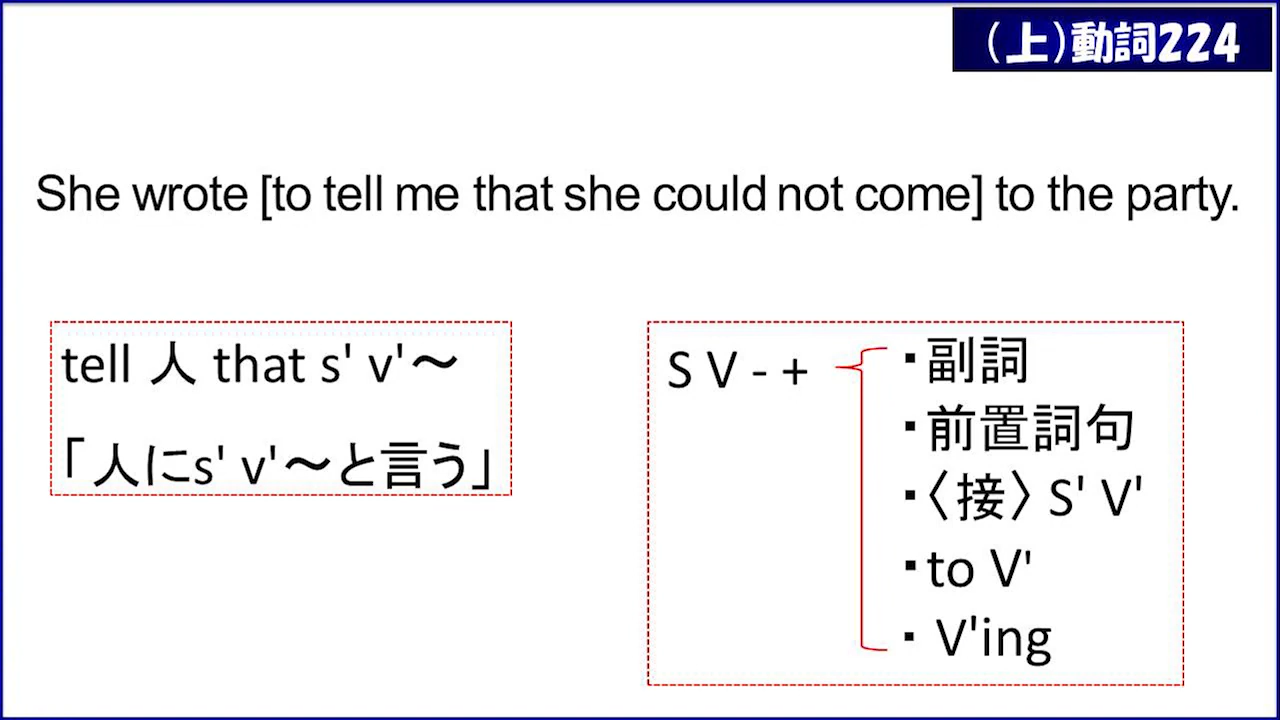 （上）動詞224
She wrote [to tell me that she could not come] to the party.
tell 人 that s' v'～
「人にs' v'～と言う」
S V - +
・副詞
・前置詞句
・〈接〉 S' V'
・to V'
・ V'ing